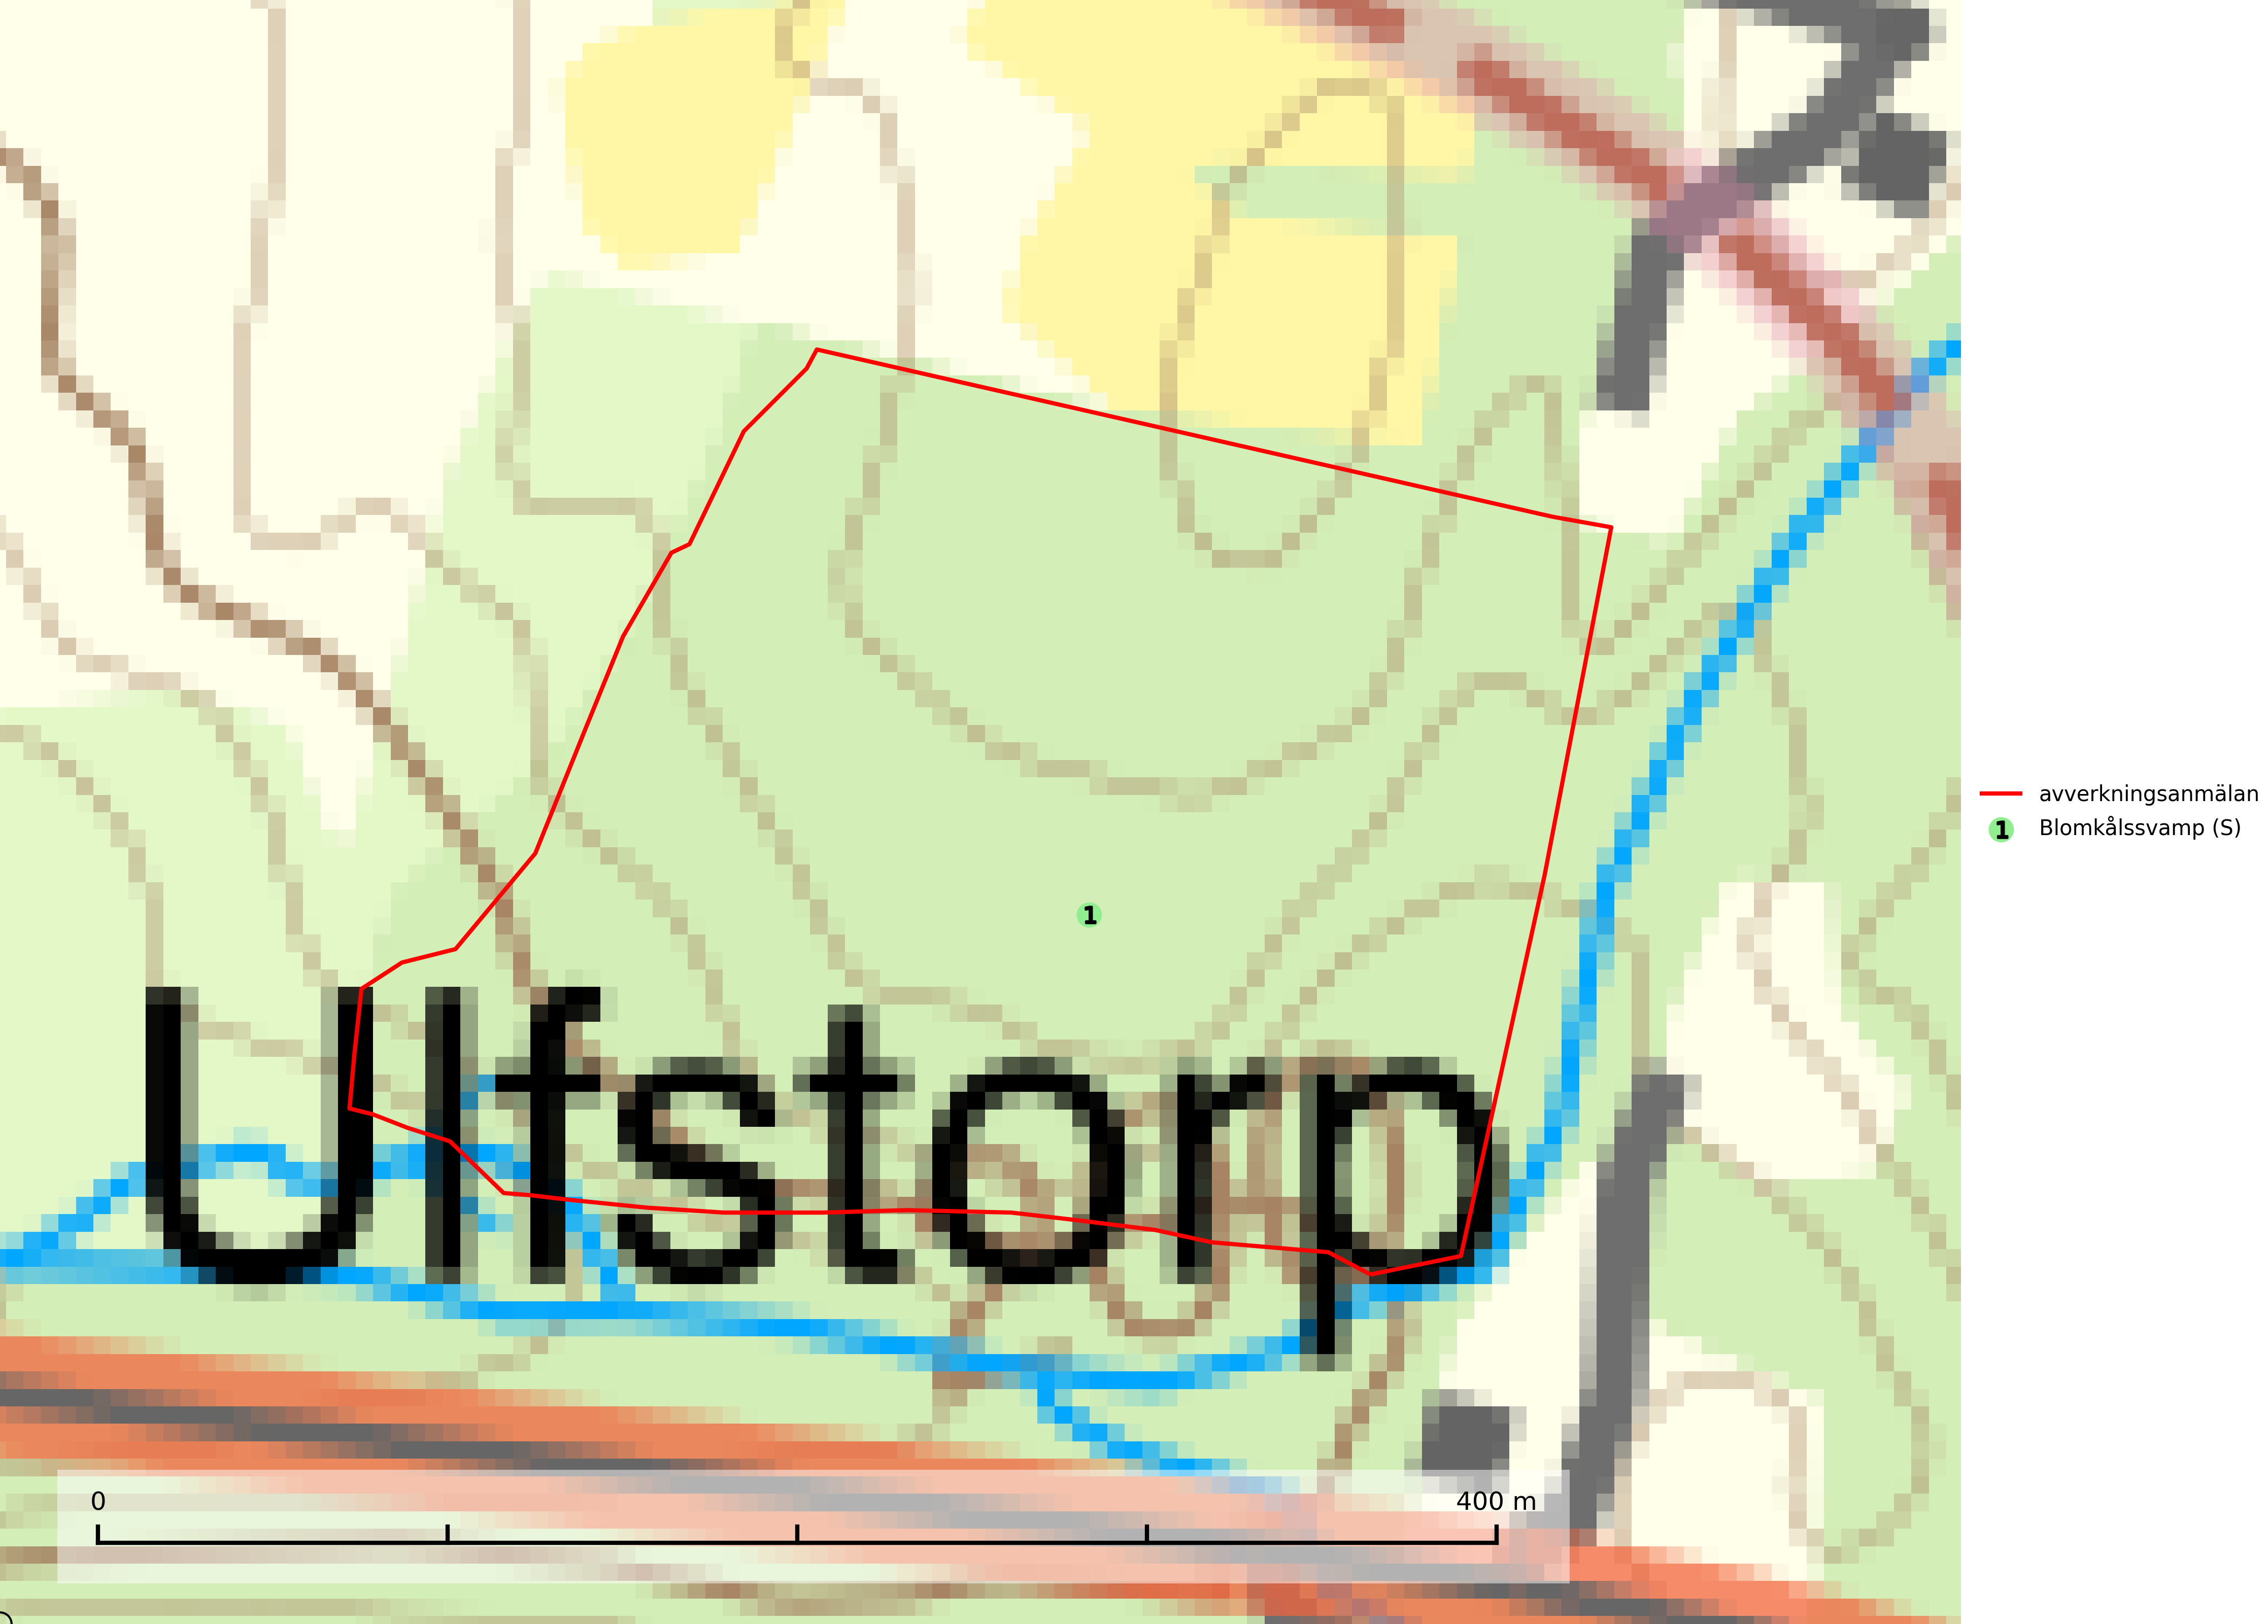 avverkningsanmälan
1 Blomkålssvamp (S)
1
Ulfstorp
0 400 m